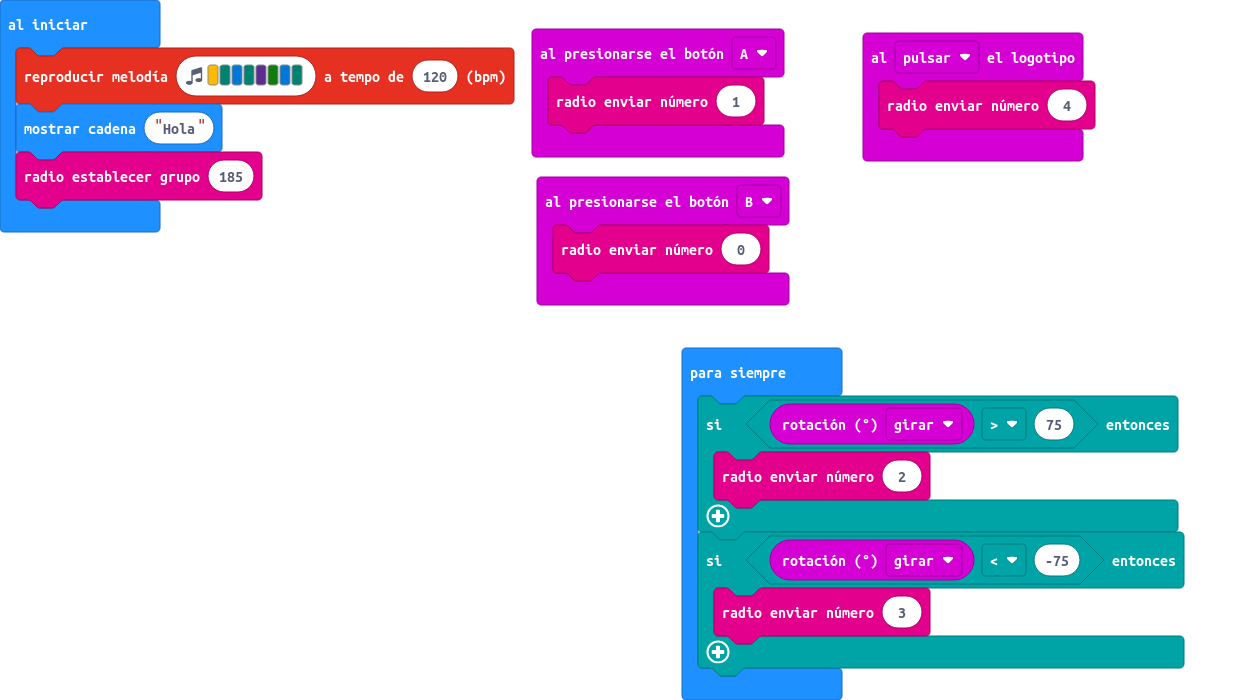 al iniciar
reproducir melodía a tempo de 120 (bpm)
mostrar cadena "Hola"
radio establecer grupo 185
al presionarse el botón A
radio enviar número 1
al presionarse el botón B
radio enviar número 0
al pulsar el logotipo
radio enviar número 4
para siempre
si rotación (°) girar > 75 entonces
radio enviar número 2
si rotación (°) girar < -75 entonces
radio enviar número 3